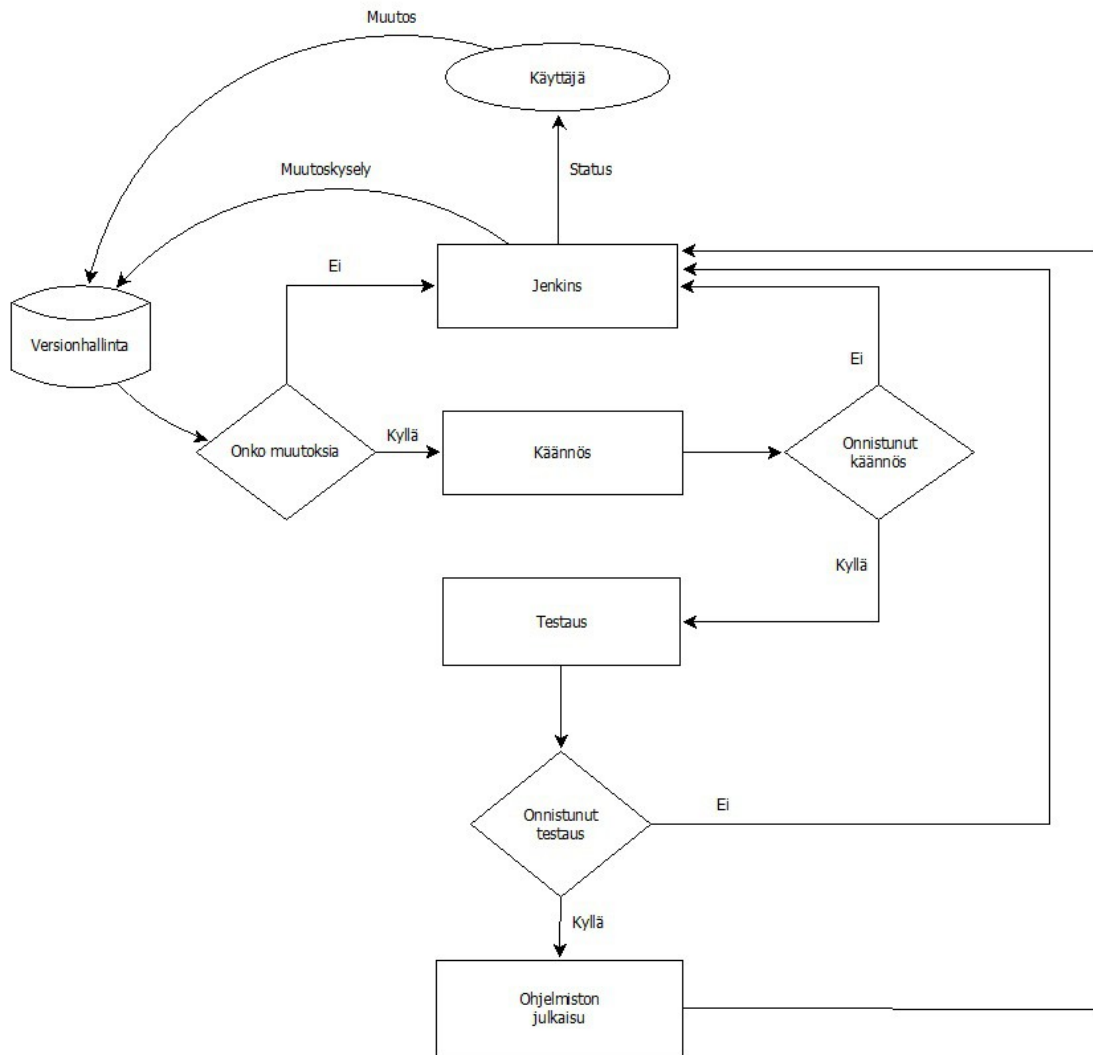 Muutos
Käyttäjä
Muutoskysely
Status
Ei
Jenkins
Versionhallinta
Ei
Onko muutoksia
Kyllä
Käännös
Onnistunut
käännös
Kyllä
Testaus
Onnistunut
testaus
Ei
Kyllä
Ohjelmiston
julkaisu